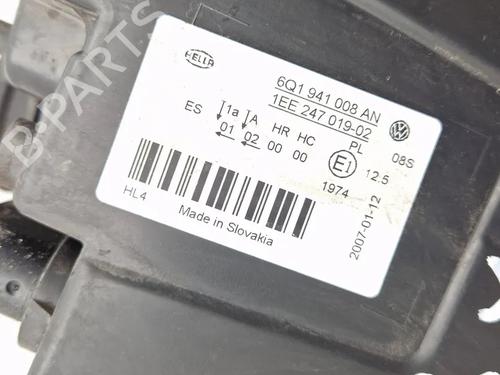 B-PARTS
HELLA
6Q1 941 008 AN
1EE 247 019-02
1a A HR HC PL 08S
ES 01 02 00 00 E1 12.5
1974
2007-01-12
HL4
Made in Slovakia